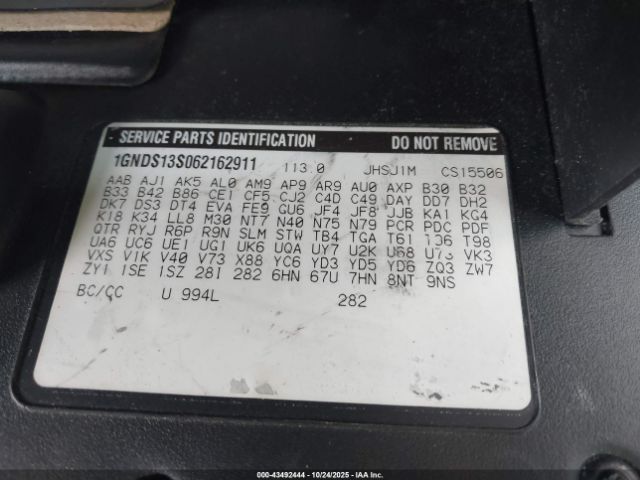 SERVICE PARTS IDENTIFICATION DO NOT REMOVE
1GNDS13S062162911 113.0 JHSJ1M CS15506
AAB AJ1 AK5 AL0 AM9 AP9 AR9 AU0 AXP B30 B32
B33 B42 B86 CE1 CF5 CJ2 C4D C49 DAY DD7 DH2
DK7 DS3 DT4 EVA FE9 GU6 JF4 JF8 JJB KA1 KG4
K18 K34 LL8 M30 NT7 N40 N75 N79 PCR PDC PDF
QTR RYJ R6P R9N SLM STW TB4 TGA T61 T98
UA6 UC6 UE1 UG1 UK6 UQA UY7 U2K U68 U73 VK3
VXS V1K V40 V73 X88 YC6 YD3 YD5 YD6 ZQ3 ZW7
ZY1 1SE 1SZ 28I 282 6HN 67U 7HN 8NT 9NS
BC/CC U 994L 282
© 00-43492444 - 10/24/2025 - IAAI.COM